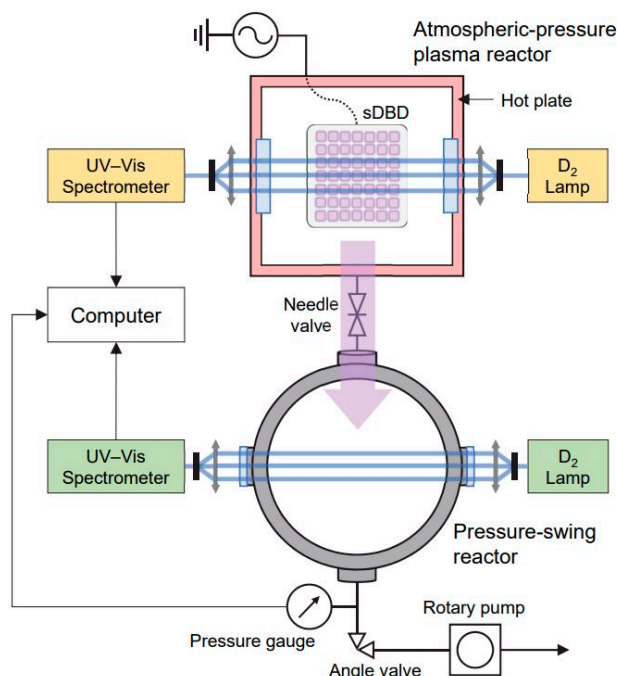 Atmospheric-pressure
plasma reactor
sDBD
Hot plate
UV–Vis
Spectrometer
D₂
Lamp
Needle
valve
Computer
UV–Vis
Spectrometer
D₂
Lamp
Pressure-swing
reactor
Pressure gauge
Rotary pump
Angle valve